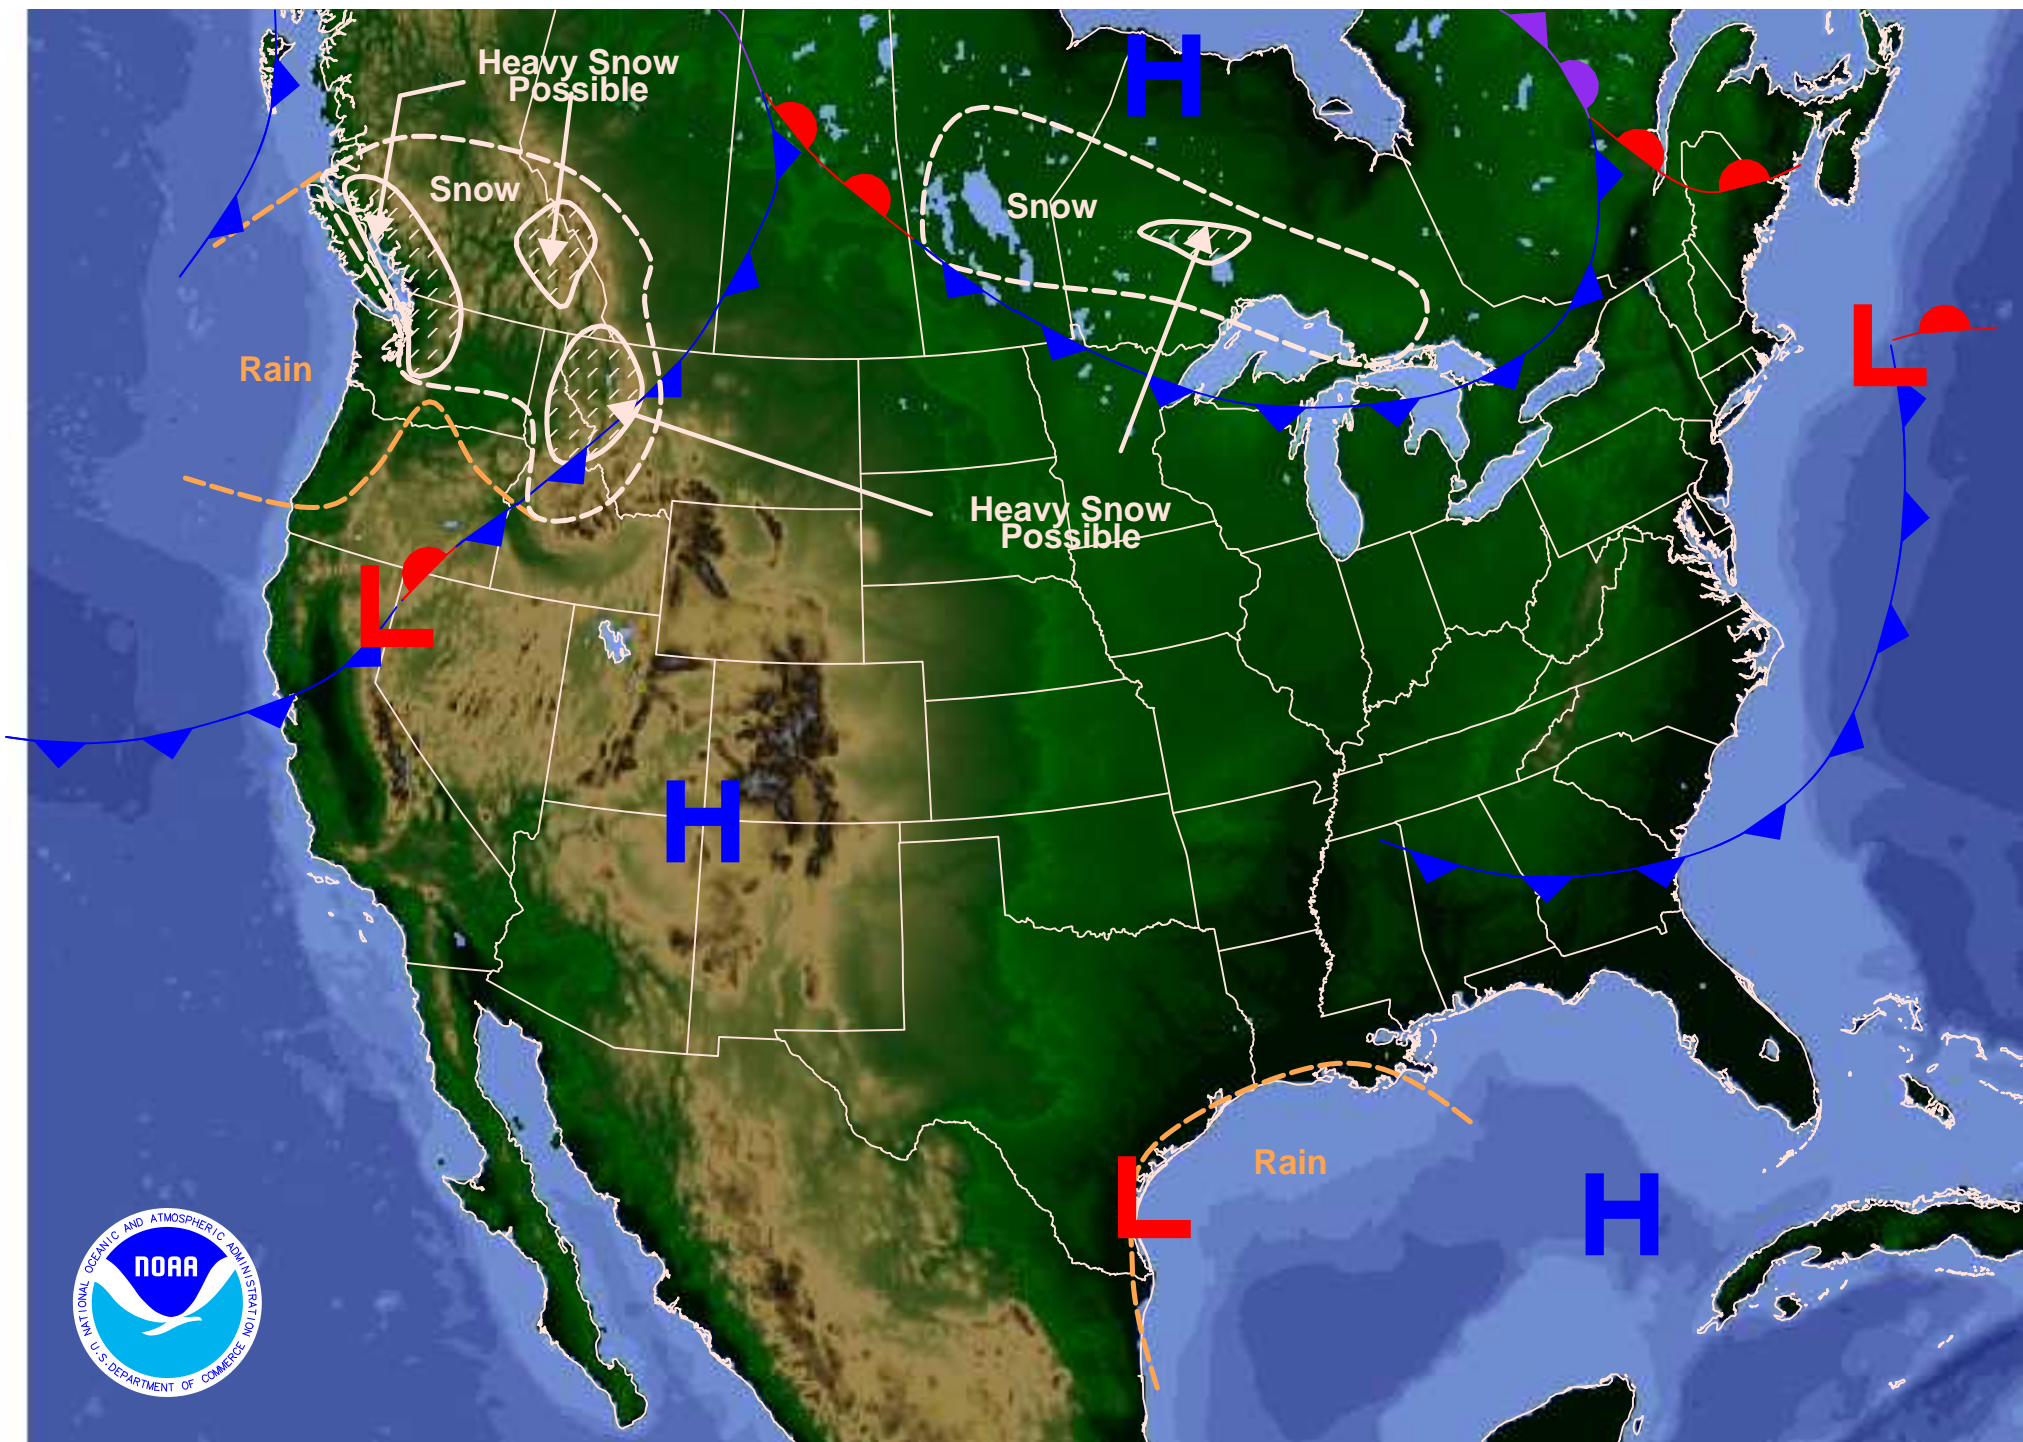 Heavy Snow
Possible
H
Snow
Snow
Rain
L
Heavy Snow
Possible
L
H
L
Rain
H
NATIONAL OCEANIC AND ATMOSPHERIC ADMINISTRATION
NOAA
U.S. DEPARTMENT OF COMMERCE